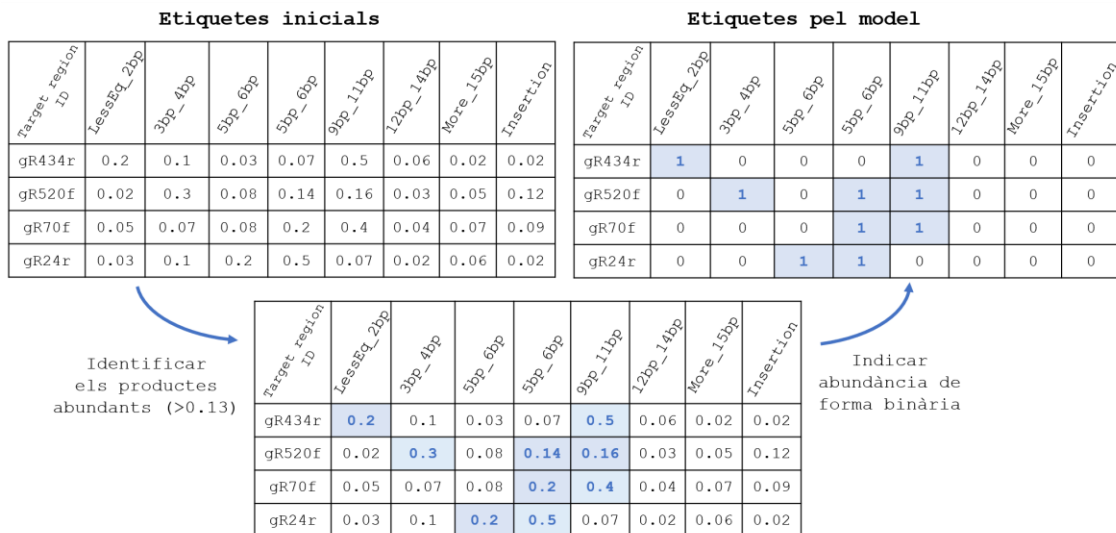 Etiquetes inicials
Target region ID LessEq_2bp 3bp_4bp 5bp_6bp 5bp_6bp 9bp_11bp 12bp_14bp More_15bp Insertion
gR434r 0.2 0.1 0.03 0.07 0.5 0.06 0.02 0.02
gR520f 0.02 0.3 0.08 0.14 0.16 0.03 0.05 0.12
gR70f 0.05 0.07 0.08 0.2 0.4 0.04 0.07 0.09
gR24r 0.03 0.1 0.2 0.5 0.07 0.02 0.06 0.02
Etiquetes pel model
Target region ID LessEq_2bp 3bp_4bp 5bp_6bp 5bp_6bp 9bp_11bp 12bp_14bp More_15bp Insertion
gR434r 1 0 0 0 1 0 0 0
gR520f 0 1 0 1 1 0 0 0
gR70f 0 0 0 1 1 0 0 0
gR24r 0 0 1 1 0 0 0 0
Identificar
els productes
abundants (>0.13)
Target region ID LessEq_2bp 3bp_4bp 5bp_6bp 5bp_6bp 9bp_11bp 12bp_14bp More_15bp Insertion
gR434r 0.2 0.1 0.03 0.07 0.5 0.06 0.02 0.02
gR520f 0.02 0.3 0.08 0.14 0.16 0.03 0.05 0.12
gR70f 0.05 0.07 0.08 0.2 0.4 0.04 0.07 0.09
gR24r 0.03 0.1 0.2 0.5 0.07 0.02 0.06 0.02
Indicar
abundància de
forma binària